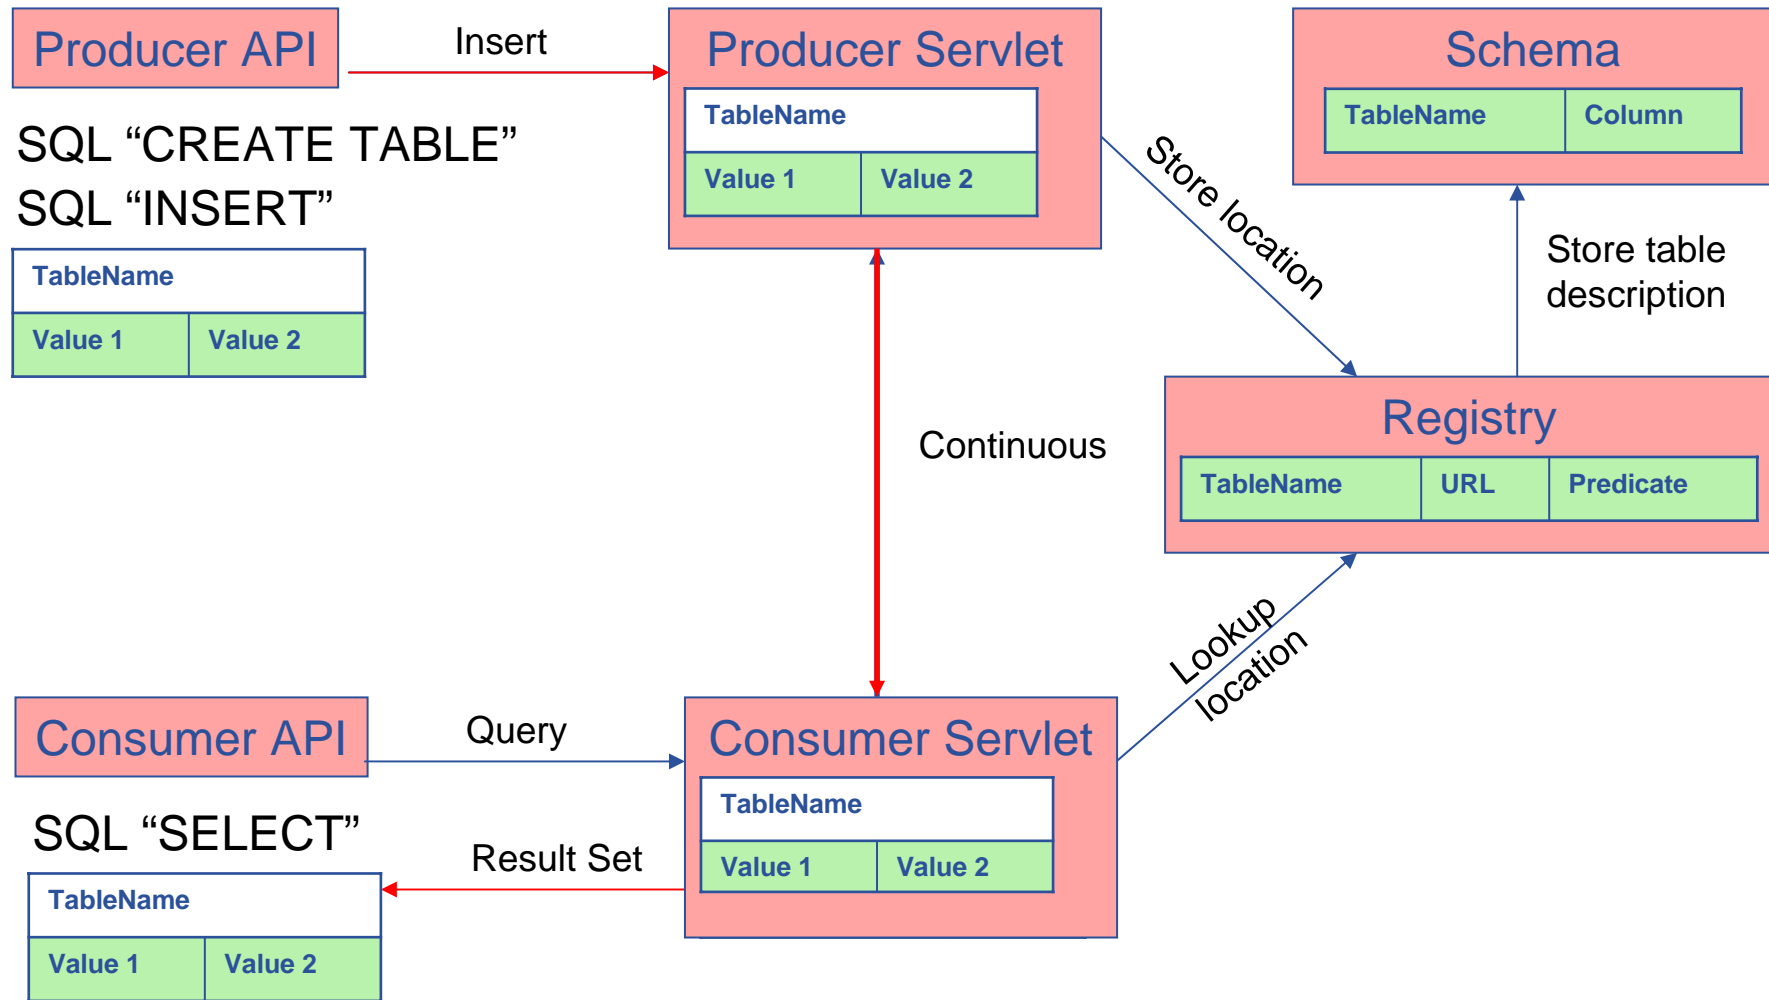 Producer API
Insert
Producer Servlet
TableName
Value 1 Value 2
Schema
TableName Column
SQL “CREATE TABLE”
SQL “INSERT”
TableName
Value 1 Value 2
Store location
Store table
description
Continuous
Registry
TableName URL Predicate
Lookup
location
Consumer API
Query
Consumer Servlet
TableName
Value 1 Value 2
SQL “SELECT”
Result Set
TableName
Value 1 Value 2